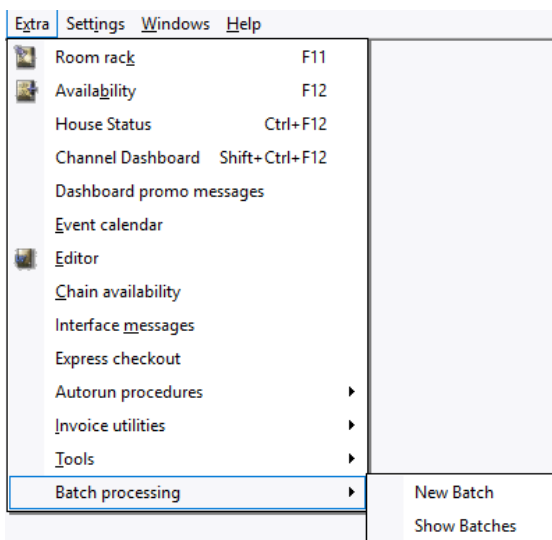 Extra Settings Windows Help
Room rack F11
Availability F12
House Status Ctrl+F12
Channel Dashboard Shift+Ctrl+F12
Dashboard promo messages
Event calendar
Editor
Chain availability
Interface messages
Express checkout
Autorun procedures
Invoice utilities
Tools
Batch processing New Batch
Show Batches